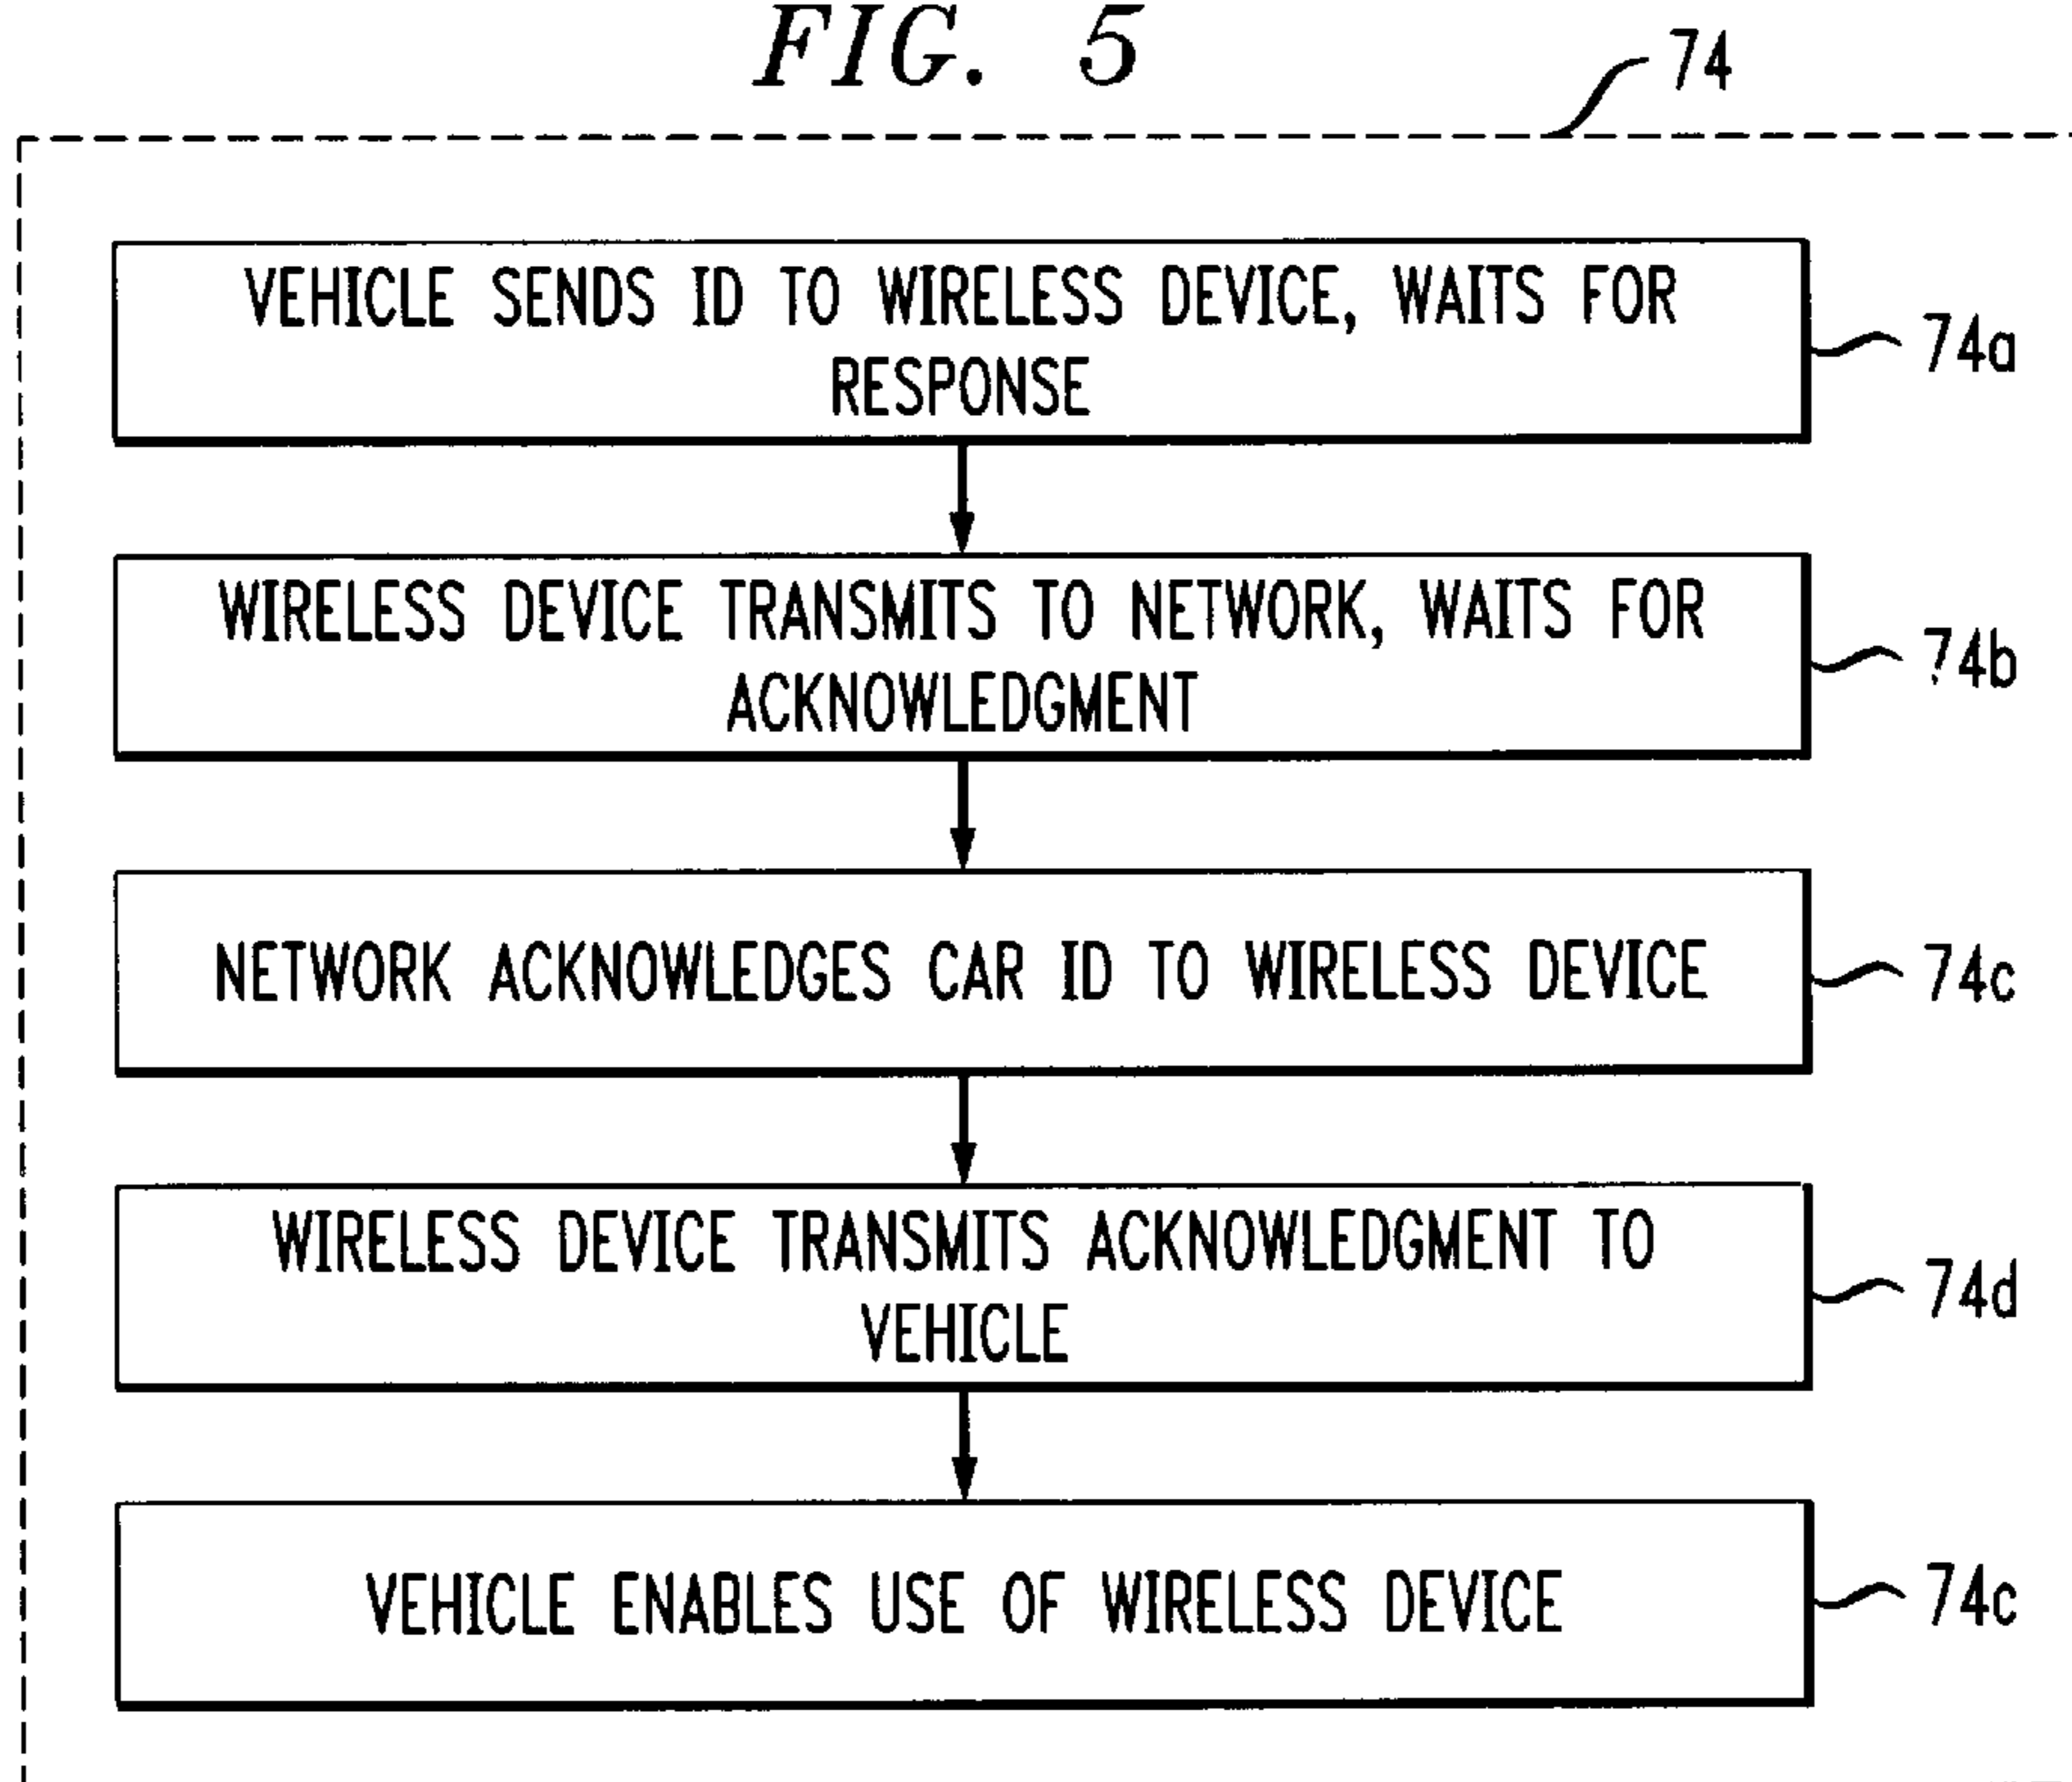 FIG. 5
74
VEHICLE SENDS ID TO WIRELESS DEVICE, WAITS FOR
RESPONSE
74a
WIRELESS DEVICE TRANSMITS TO NETWORK, WAITS FOR
ACKNOWLEDGMENT
74b
NETWORK ACKNOWLEDGES CAR ID TO WIRELESS DEVICE
74c
WIRELESS DEVICE TRANSMITS ACKNOWLEDGMENT TO
VEHICLE
74d
VEHICLE ENABLES USE OF WIRELESS DEVICE
74c